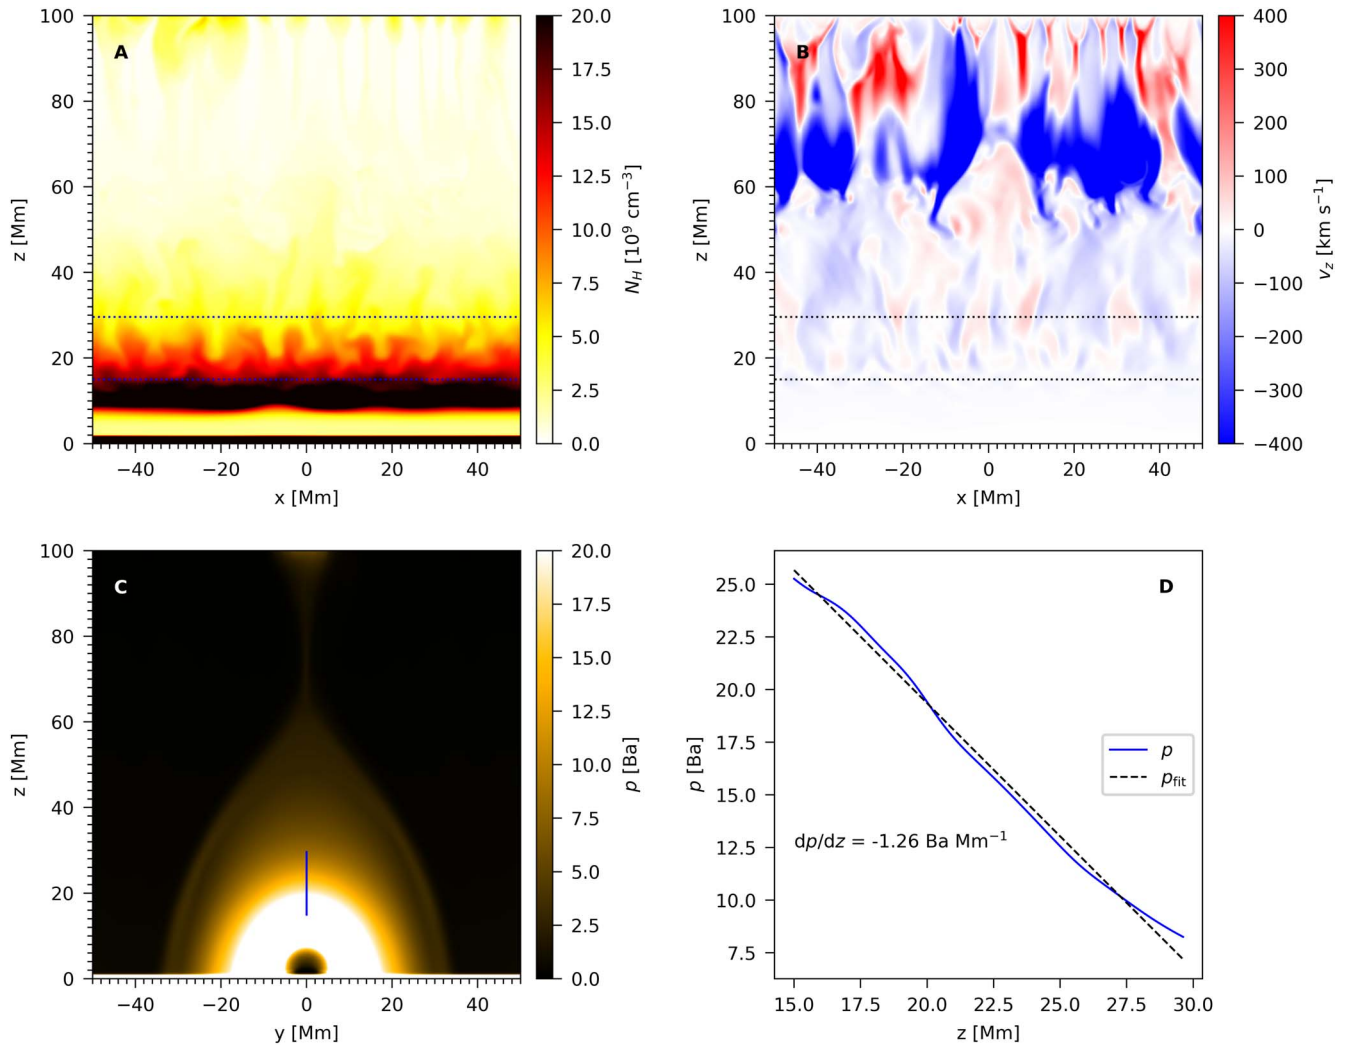 100
80
60
40
20
0
z [Mm]
A
−40 −20 0 20 40
x [Mm]
20.0
17.5
15.0
12.5
10.0
7.5
5.0
2.5
0.0
N_H [10⁹ cm⁻³]
100
80
60
40
20
0
z [Mm]
B
−40 −20 0 20 40
x [Mm]
400
300
200
100
0
−100
−200
−300
−400
v_z [km s⁻¹]
100
80
60
40
20
0
z [Mm]
C
−40 −20 0 20 40
y [Mm]
20.0
17.5
15.0
12.5
10.0
7.5
5.0
2.5
0.0
p [Ba]
25.0
22.5
20.0
17.5
15.0
12.5
10.0
7.5
p [Ba]
D
p
p_fit
dp/dz = -1.26 Ba Mm⁻¹
15.0 17.5 20.0 22.5 25.0 27.5 30.0
z [Mm]